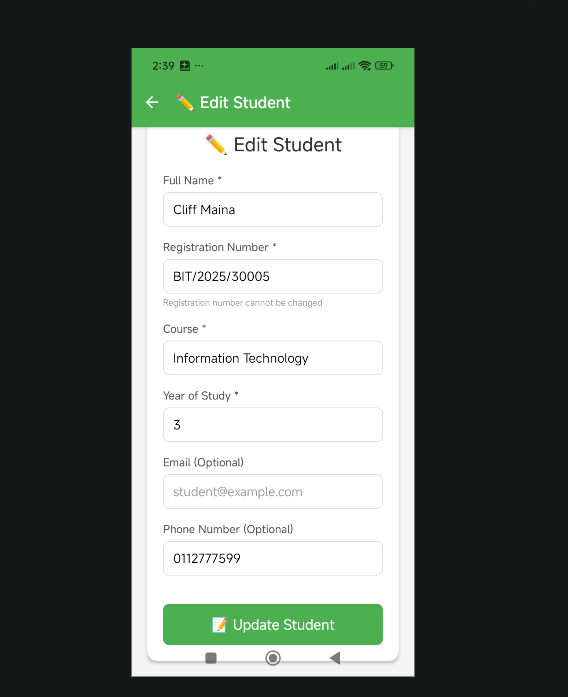 2:39 ···
59
← ✏️ Edit Student
✏️ Edit Student
Full Name *
Cliff Maina
Registration Number *
BIT/2025/30005
Registration number cannot be changed
Course *
Information Technology
Year of Study *
3
Email (Optional)
student@example.com
Phone Number (Optional)
0112777599
📝 Update Student